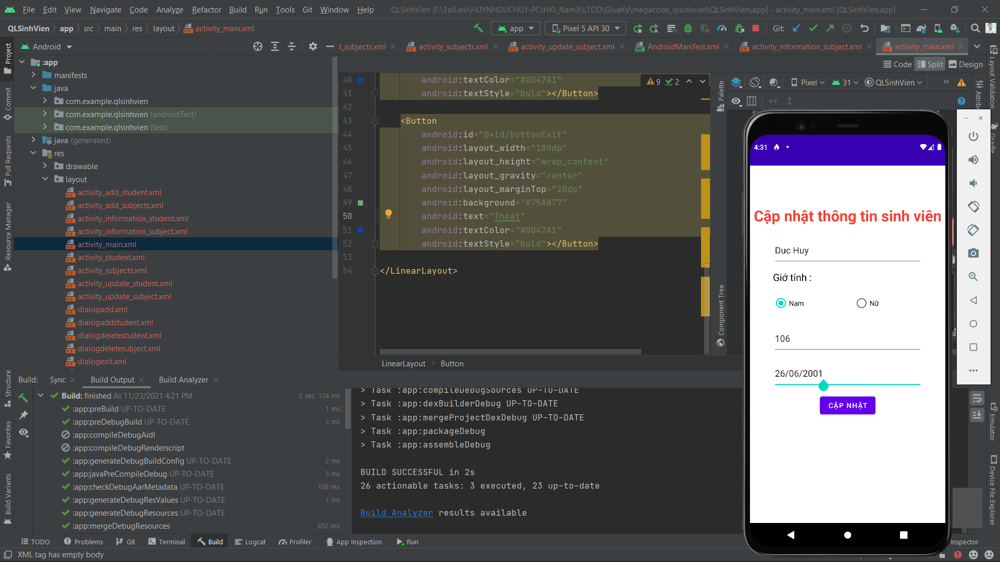 File Edit View Navigate Code Analyze Refactor Build Run Tools Git Window Help QLSinhVien [F:\TaiLieu\HUYNHDUCHUY-PC\HKI_Nam3\LTDD\GiuaKy\megacode_qlsinhvien\QLSinhVien\app] - activity_main.xml [QLSinhVien.app]
QLSinhVien app src main res layout activity_main.xml app Pixel 5 API 30 Git:
Android
d_subjects.xml activity_subjects.xml activity_update_subject.xml AndroidManifest.xml activity_information_subject.xml activity_main.xml
Code Split Design
Pixel 31 QLSinhVien
Project
Commit
Pull Requests
Resource Manager
Structure
Favorites
Build Variants
:app
manifests
java
com.example.qlsinhvien
com.example.qlsinhvien (androidTest)
com.example.qlsinhvien (test)
java (generated)
res
drawable
layout
activity_add_student.xml
activity_add_subjects.xml
activity_information_student.xml
activity_information_subject.xml
activity_main.xml
activity_student.xml
activity_subjects.xml
activity_update_student.xml
activity_update_subject.xml
dialogadd.xml
dialogaddstudent.xml
dialogdeletestudent.xml
dialogdeletesubject.xml
dialogexit.xml
9 2
40 android:textColor="#0D47A1"
41 android:textStyle="bold"></Button>
42
43 <Button
44 android:id="@+id/buttonExit"
45 android:layout_width="180dp"
46 android:layout_height="wrap_content"
47 android:layout_gravity="center"
48 android:layout_marginTop="20dp"
49 android:background="#75A877"
50 android:text="Thoát"
51 android:textColor="#0D47A1"
52 android:textStyle="bold"></Button>
53
54 </LinearLayout>
LinearLayout Button
Palette
Component Tree
Layout Validation
Attribu
Gradle
Emulator
Device File Explorer
4:31
Cập nhật thông tin sinh viên
Duc Huy
Giớ tính :
Nam Nữ
106
26/06/2001
CẬP NHẬT
Build: Sync Build Output Build Analyzer
Build: finished At 11/23/2021 4:21 PM 2 sec, 124 ms
:app:preBuild UP-TO-DATE 1 ms
:app:preDebugBuild UP-TO-DATE 2 ms
:app:compileDebugAidl
:app:compileDebugRenderscript
:app:generateDebugBuildConfig UP-TO-DATE 2 ms
:app:javaPreCompileDebug UP-TO-DATE 5 ms
:app:checkDebugAarMetadata UP-TO-DATE 108 ms
:app:generateDebugResValues UP-TO-DATE 1 ms
:app:generateDebugResources UP-TO-DATE
:app:mergeDebugResources 652 ms
> Task :app:compileDebugSources UP-TO-DATE
> Task :app:dexBuilderDebug UP-TO-DATE
> Task :app:mergeProjectDexDebug UP-TO-DATE
> Task :app:packageDebug
> Task :app:assembleDebug
BUILD SUCCESSFUL in 2s
26 actionable tasks: 3 executed, 23 up-to-date
Build Analyzer results available
TODO Problems Git Terminal Build Logcat Profiler App Inspection Run Inspector
XML tag has empty body